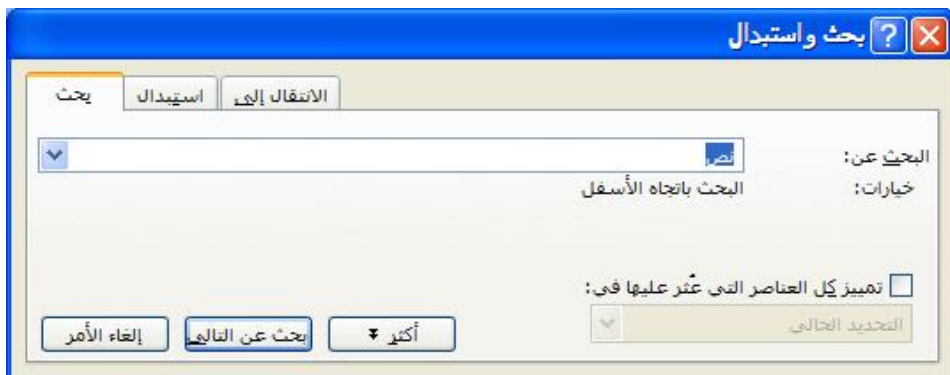 بحث و استبدال
بحث استبدال الانتقال إلى
البحث عن: نص
خيارات: البحث باتجاه الأسفل
تمييز كل العناصر التي عُثر عليها في:
التحديد الحالي
أكثر بحث عن التالي إلغاء الأمر